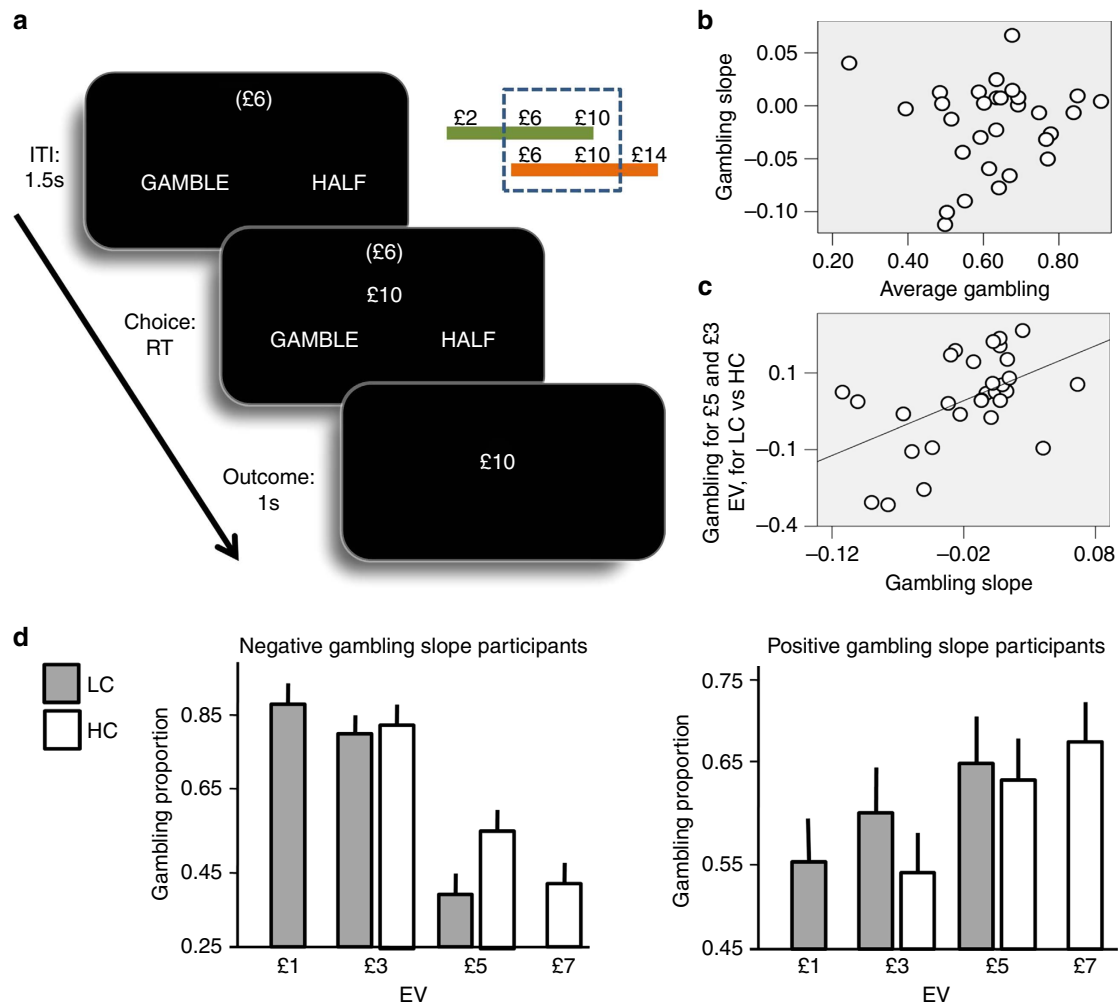 a
(£6)
GAMBLE HALF
ITI:
1.5s
£2 £6 £10
£6 £10 £14
(£6)
£10
GAMBLE HALF
Choice:
RT
£10
Outcome:
1s
b
Gambling slope
0.05
0.00
−0.05
−0.10
0.20 0.40 0.60 0.80
Average gambling
c
Gambling for £5 and £3
EV, for LC vs HC
0.1
−0.1
−0.4
−0.12 −0.02 0.08
Gambling slope
d
LC
HC
Negative gambling slope participants
Gambling proportion
0.85
0.65
0.45
0.25
£1 £3 £5 £7
EV
Positive gambling slope participants
Gambling proportion
0.75
0.65
0.55
0.45
£1 £3 £5 £7
EV